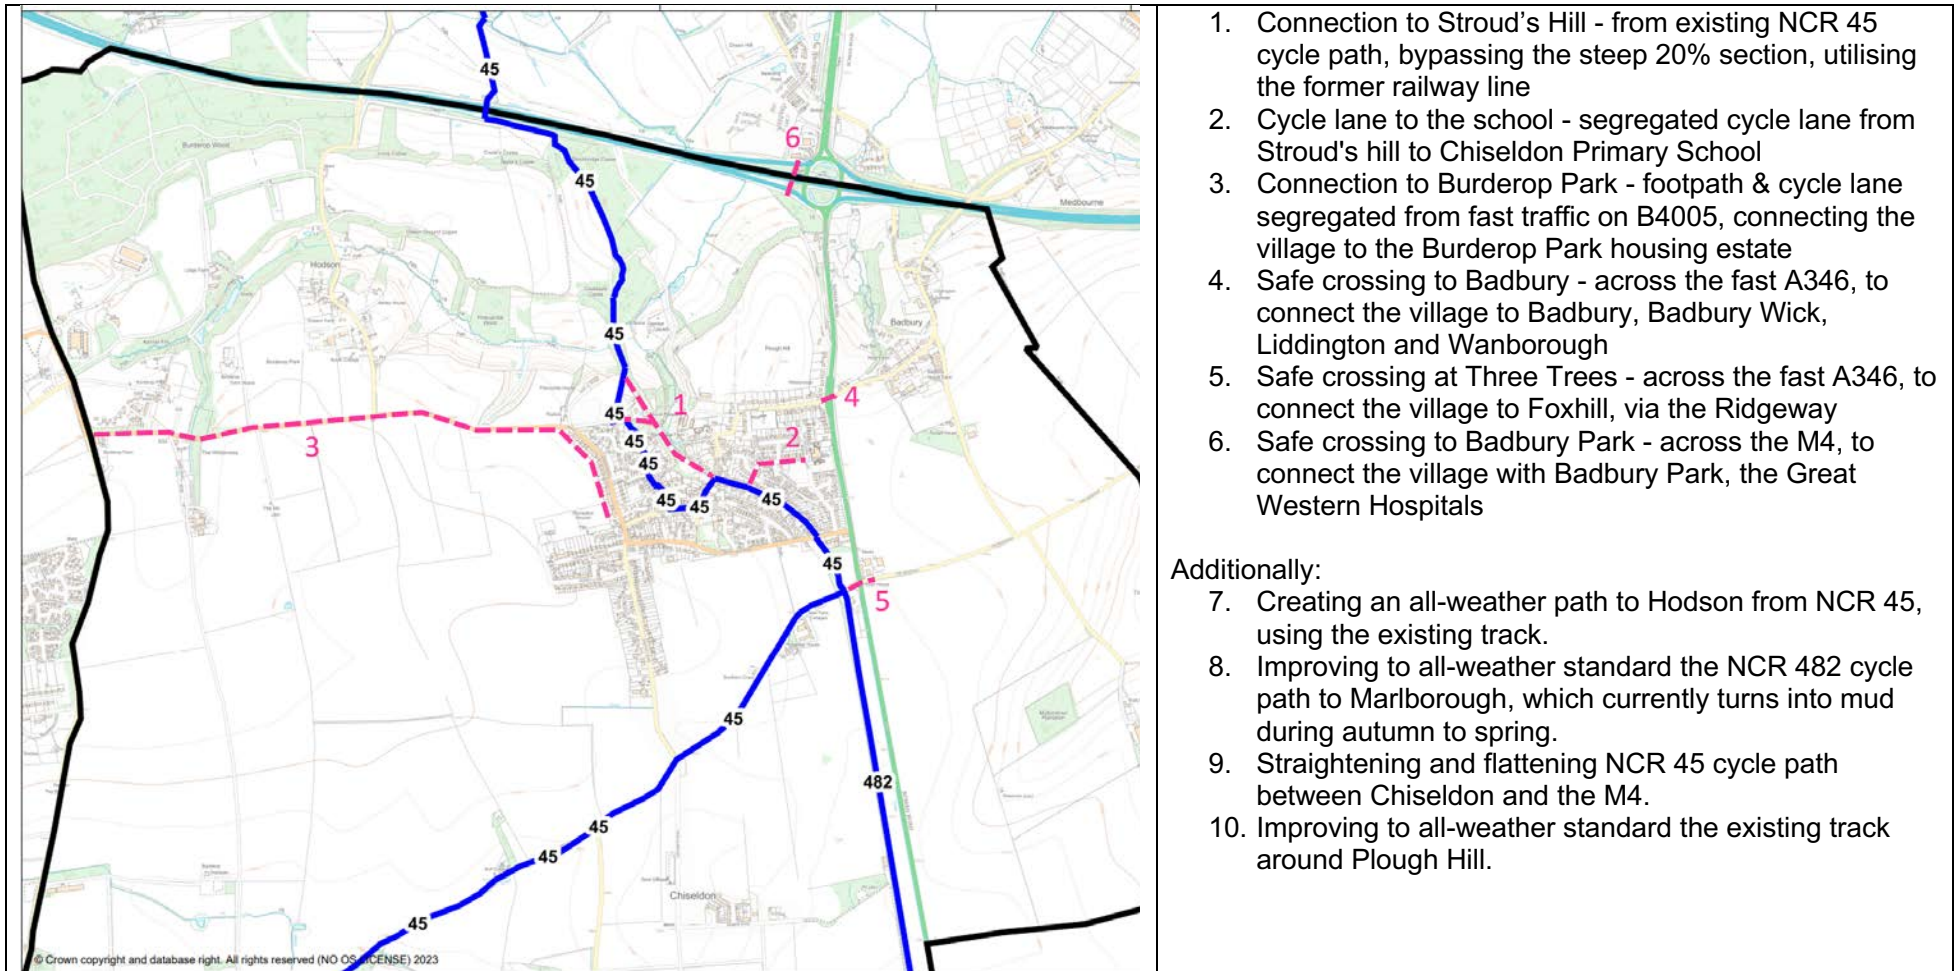 45
6
Burderop Wood
45
Medbourne
Hodson
Badbury
45
Plough Hill
1
4
45
2
3
45
45
45
45
45
45
5
45
482
45
45
Chiseldon
45
© Crown copyright and database right. All rights reserved (NO OS LICENSE) 2023
1. Connection to Stroud’s Hill - from existing NCR 45
cycle path, bypassing the steep 20% section, utilising
the former railway line
2. Cycle lane to the school - segregated cycle lane from
Stroud's hill to Chiseldon Primary School
3. Connection to Burderop Park - footpath & cycle lane
segregated from fast traffic on B4005, connecting the
village to the Burderop Park housing estate
4. Safe crossing to Badbury - across the fast A346, to
connect the village to Badbury, Badbury Wick,
Liddington and Wanborough
5. Safe crossing at Three Trees - across the fast A346, to
connect the village to Foxhill, via the Ridgeway
6. Safe crossing to Badbury Park - across the M4, to
connect the village with Badbury Park, the Great
Western Hospitals
Additionally:
7. Creating an all-weather path to Hodson from NCR 45,
using the existing track.
8. Improving to all-weather standard the NCR 482 cycle
path to Marlborough, which currently turns into mud
during autumn to spring.
9. Straightening and flattening NCR 45 cycle path
between Chiseldon and the M4.
10. Improving to all-weather standard the existing track
around Plough Hill.